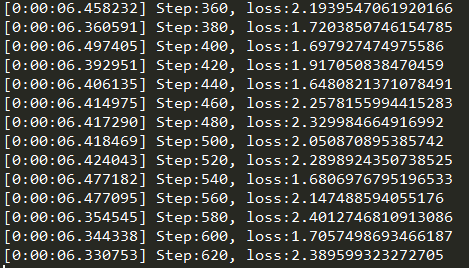 [0:00:06.458232] Step:360, loss:2.1939547061920166
[0:00:06.360591] Step:380, loss:1.7203850746154785
[0:00:06.497405] Step:400, loss:1.697927474975586
[0:00:06.392951] Step:420, loss:1.917050838470459
[0:00:06.406135] Step:440, loss:1.6480821371078491
[0:00:06.414975] Step:460, loss:2.2578155994415283
[0:00:06.417290] Step:480, loss:2.329984664916992
[0:00:06.418469] Step:500, loss:2.050870895385742
[0:00:06.424043] Step:520, loss:2.2898924350738525
[0:00:06.477182] Step:540, loss:1.6806976795196533
[0:00:06.477095] Step:560, loss:2.147488594055176
[0:00:06.354545] Step:580, loss:2.4012746810913086
[0:00:06.344338] Step:600, loss:1.7057498693466187
[0:00:06.330753] Step:620, loss:2.389599323272705